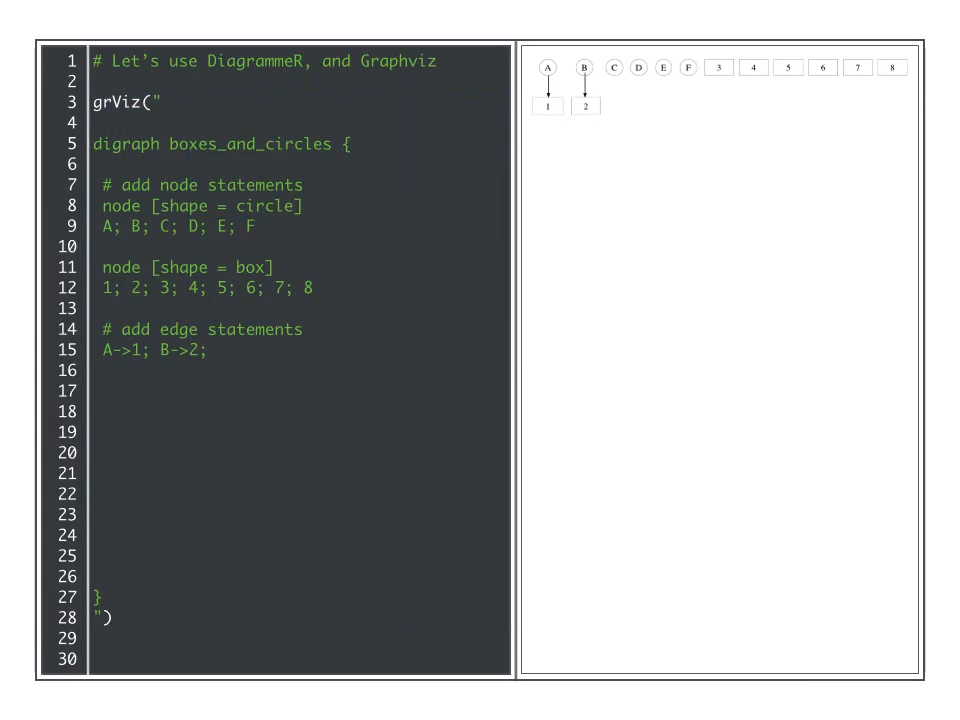 1 # Let’s use DiagrammeR, and Graphviz
2
3 grViz("
4
5 digraph boxes_and_circles {
6
7  # add node statements
8  node [shape = circle]
9  A; B; C; D; E; F
10
11  node [shape = box]
12  1; 2; 3; 4; 5; 6; 7; 8
13
14  # add edge statements
15  A->1; B->2;
16
17
18
19
20
21
22
23
24
25
26
27 }
28 ")
29
30
A B C D E F 3 4 5 6 7 8
1 2